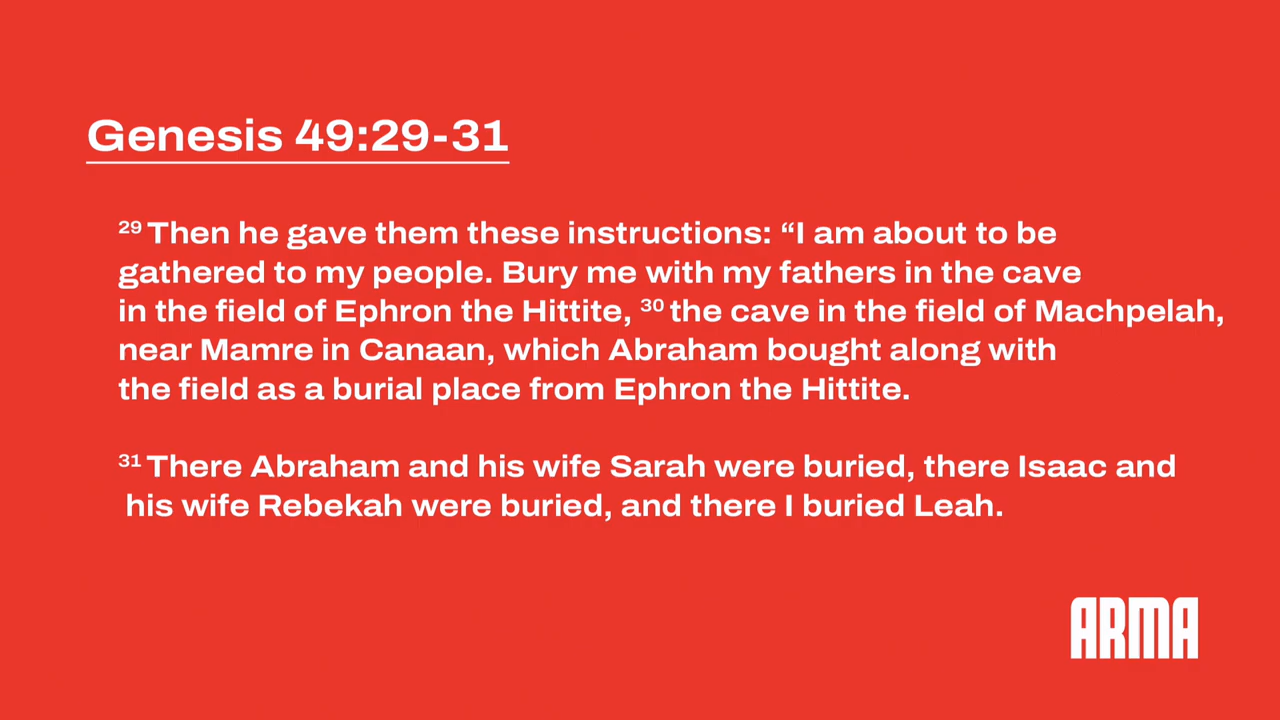 Genesis 49:29-31
29 Then he gave them these instructions: “I am about to be
gathered to my people. Bury me with my fathers in the cave
in the field of Ephron the Hittite, 30 the cave in the field of Machpelah,
near Mamre in Canaan, which Abraham bought along with
the field as a burial place from Ephron the Hittite.
31 There Abraham and his wife Sarah were buried, there Isaac and
his wife Rebekah were buried, and there I buried Leah.
ARMA